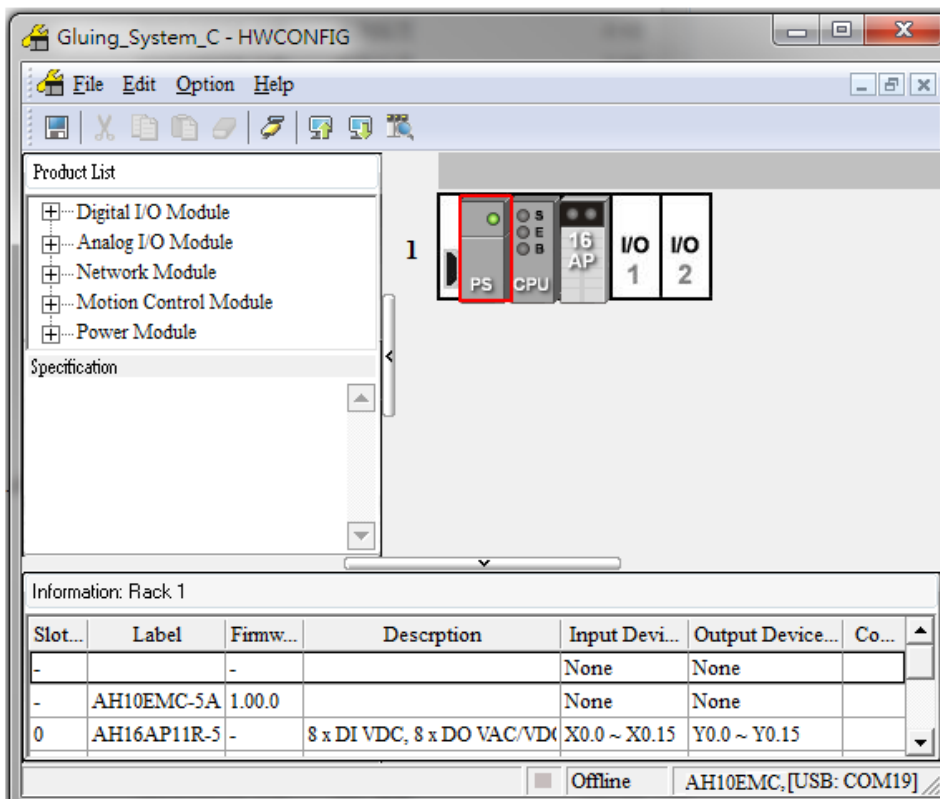 Gluing_System_C - HWCONFIG
File Edit Option Help
Product List
Digital I/O Module
Analog I/O Module
Network Module
Motion Control Module
Power Module
Specification
1
PS
S
E
B
CPU
16
AP
I/O
1
I/O
2
Information: Rack 1
Slot... Label Firmw... Descrption Input Devi... Output Device... Co...
- - None None
- AH10EMC-5A 1.00.0 None None
0 AH16AP11R-5 - 8 x DI VDC, 8 x DO VAC/VDC X0.0 ~ X0.15 Y0.0 ~ Y0.15
Offline AH10EMC,[USB: COM19]